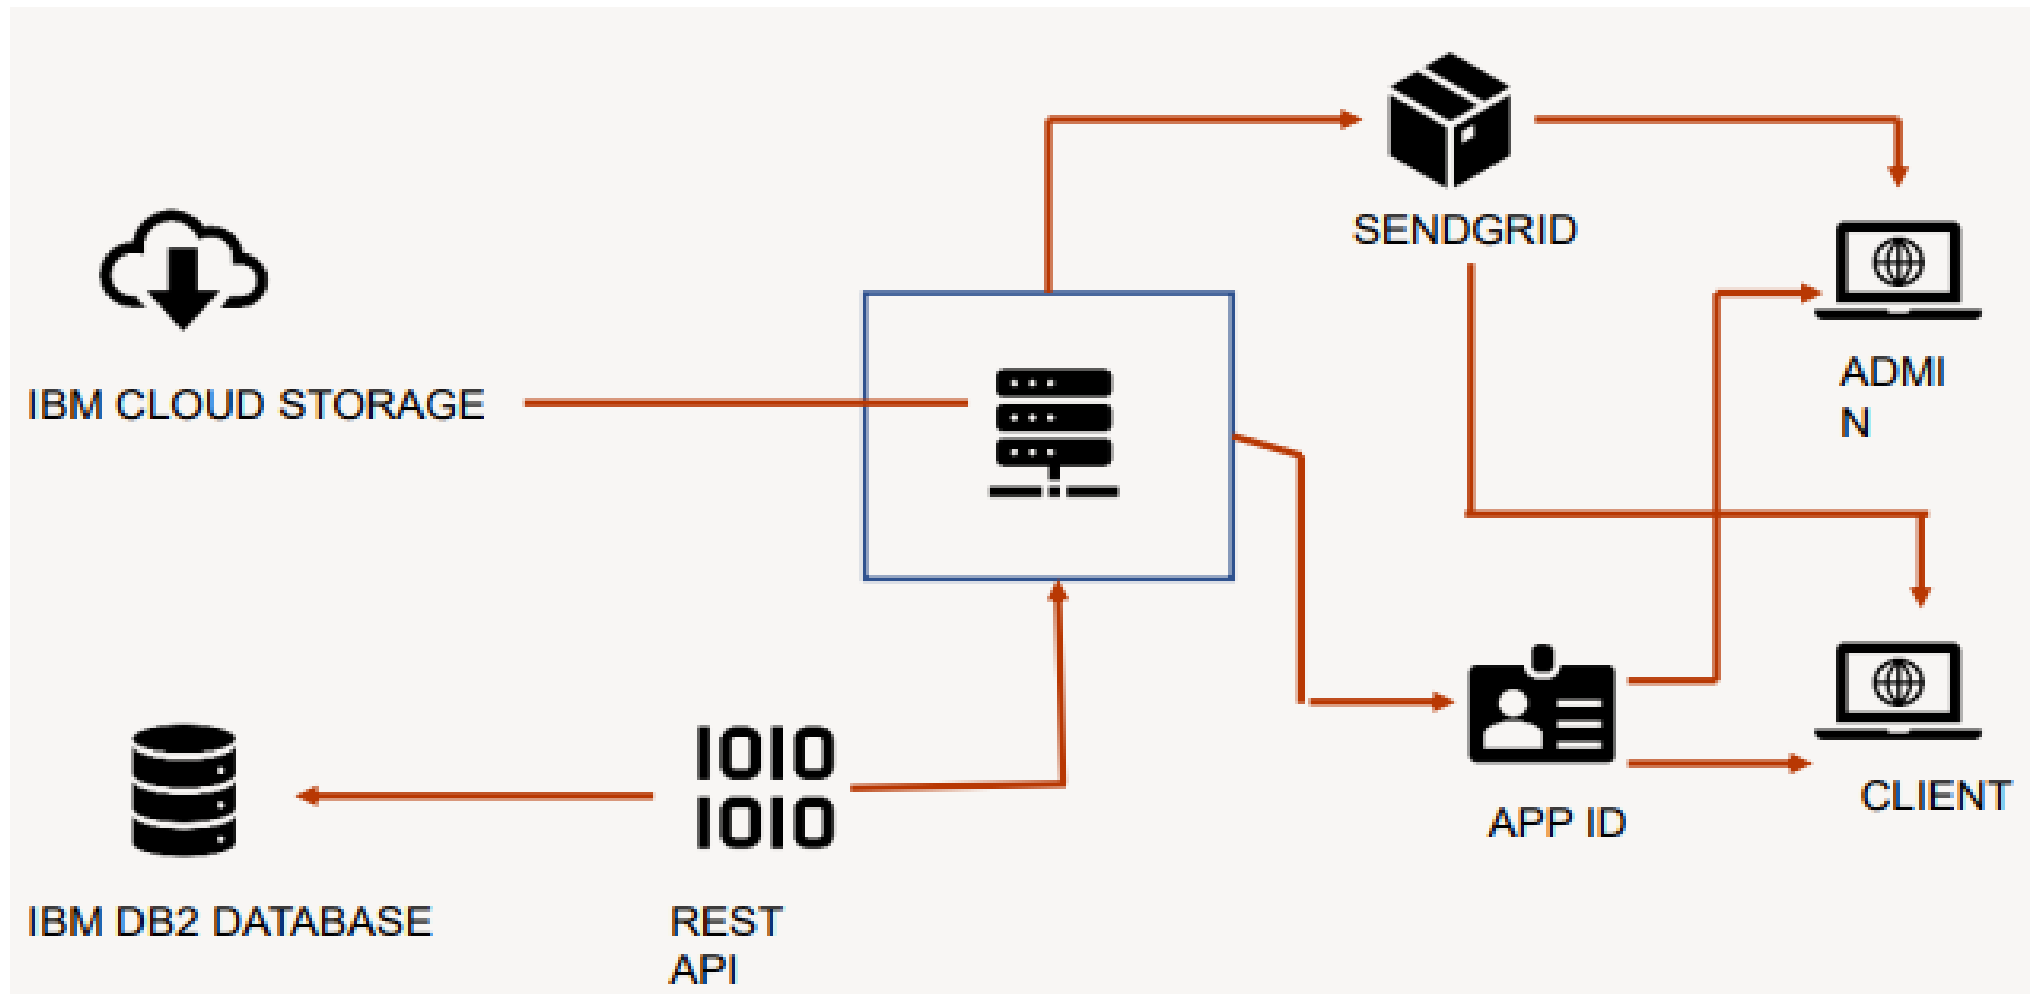 SENDGRID
IBM CLOUD STORAGE
ADMI
N
APP ID
CLIENT
IBM DB2 DATABASE
REST
API